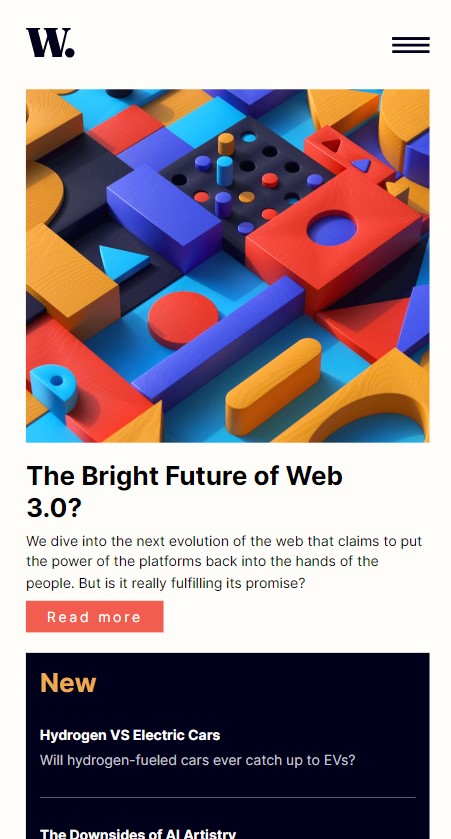 W.
The Bright Future of Web
3.0?
We dive into the next evolution of the web that claims to put
the power of the platforms back into the hands of the
people. But is it really fulfilling its promise?
Read more
New
Hydrogen VS Electric Cars
Will hydrogen-fueled cars ever catch up to EVs?
The Downsides of AI Artistry